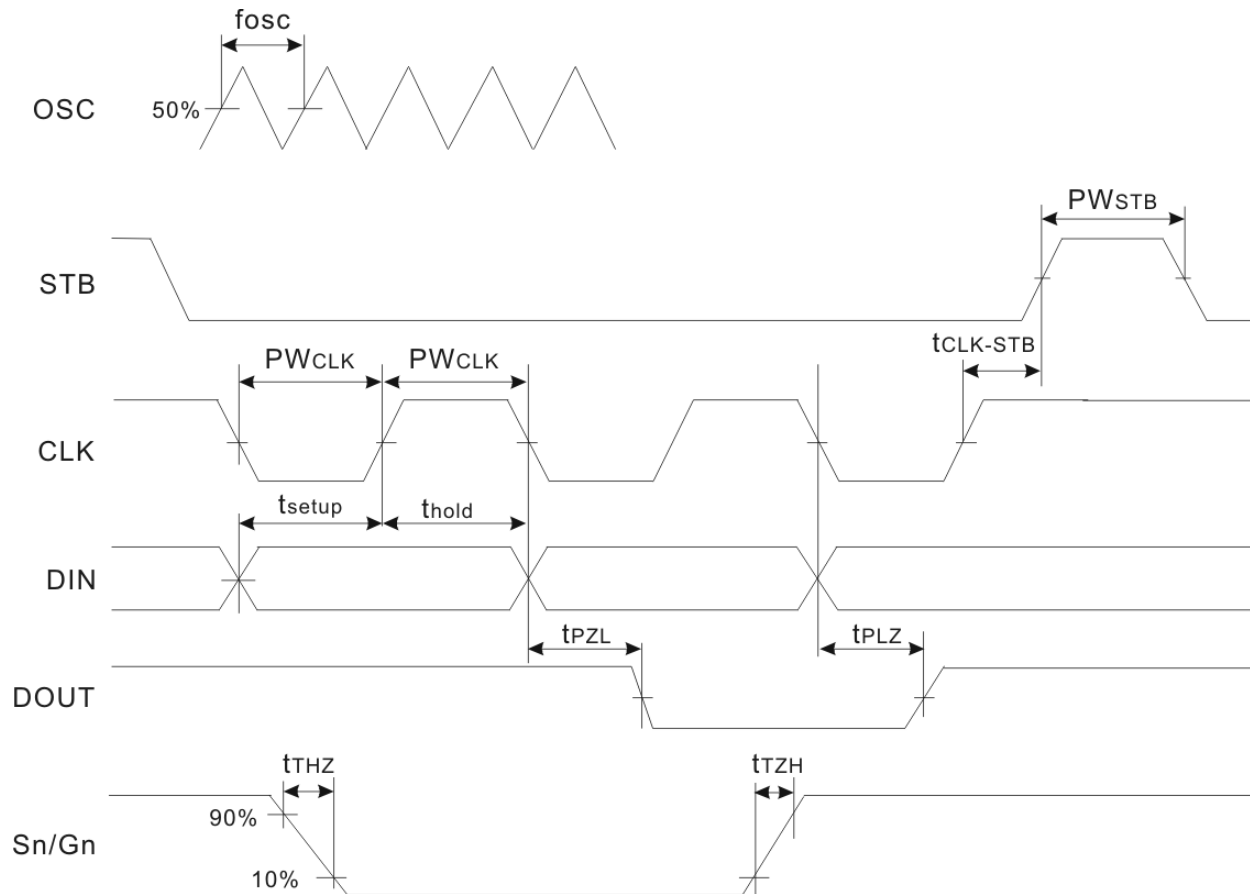 fosc
OSC
50%
PWSTB
STB
tCLK-STB
PWCLK PWCLK
CLK
tsetup thold
DIN
tPZL tPLZ
DOUT
tTHZ tTZH
90%
Sn/Gn
10%